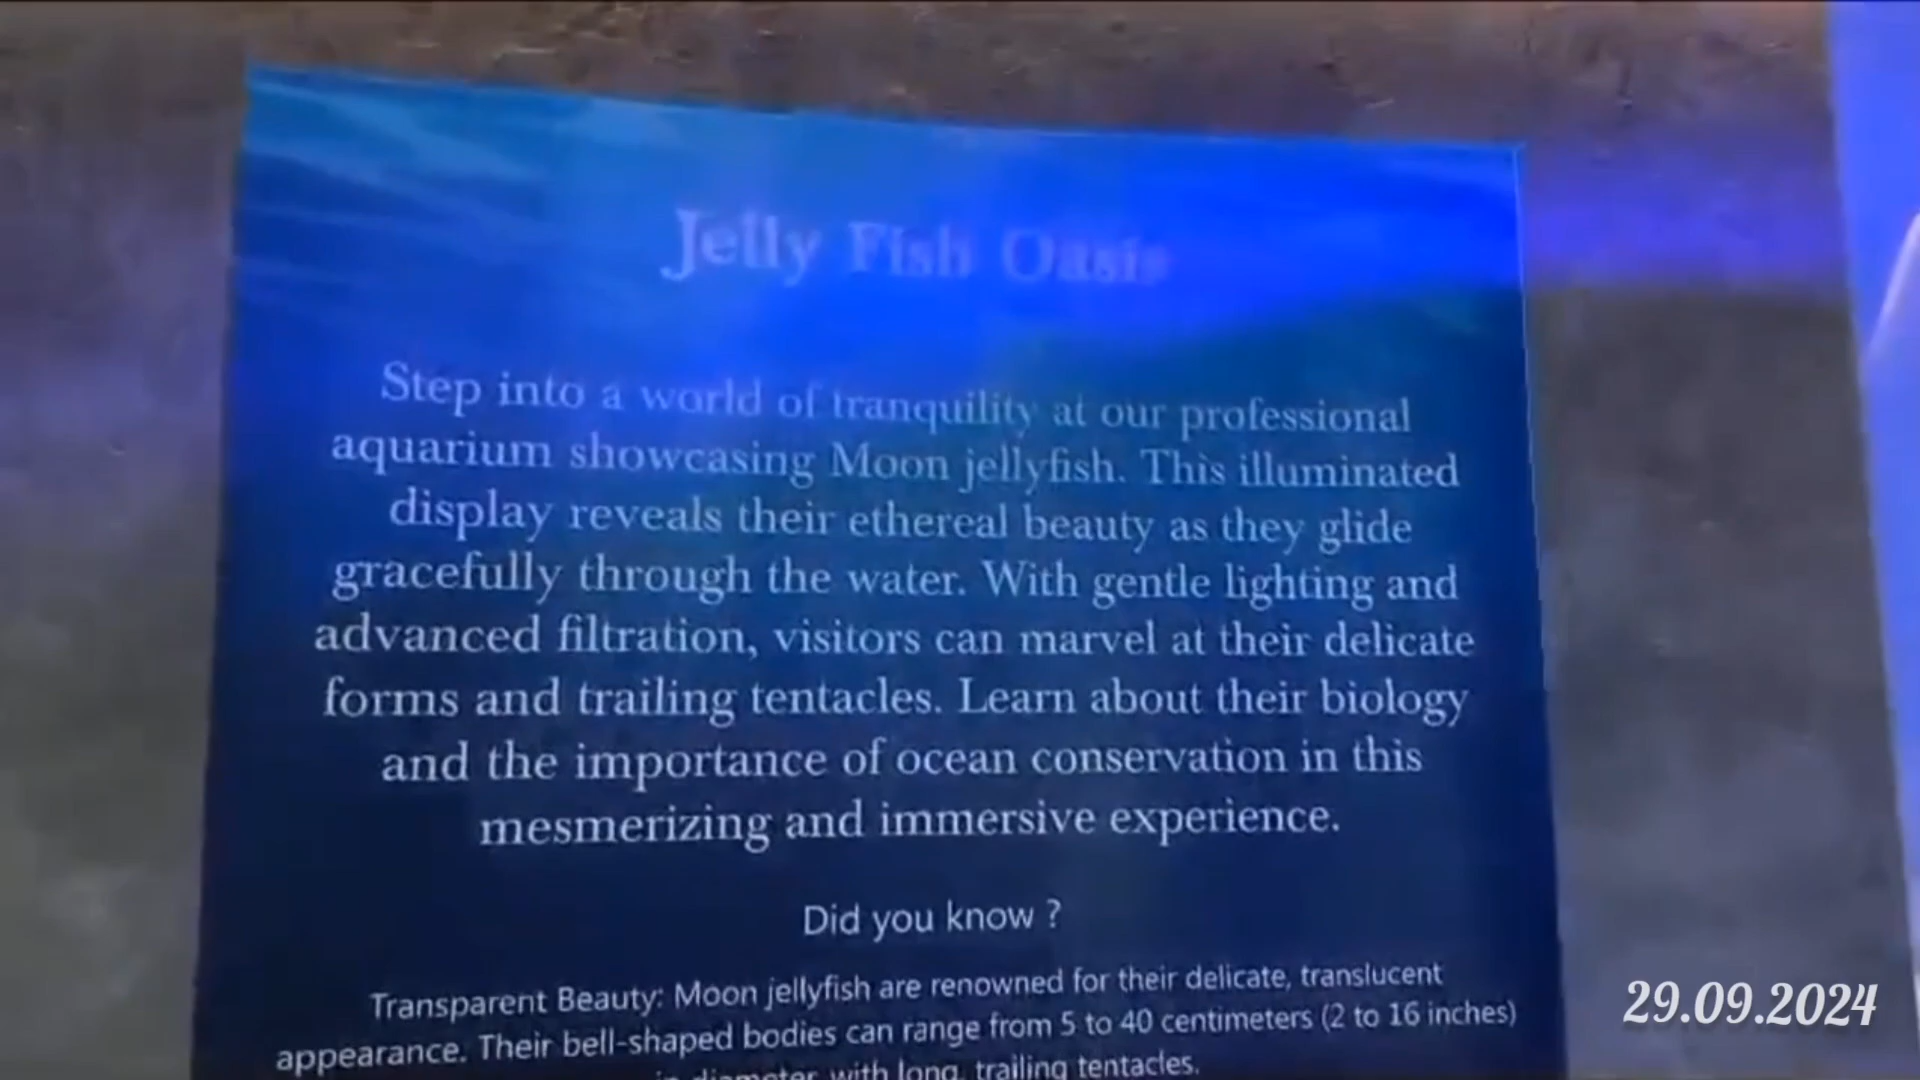 Jelly Fish Oasis
Step into a world of tranquility at our professional
aquarium showcasing Moon jellyfish. This illuminated
display reveals their ethereal beauty as they glide
gracefully through the water. With gentle lighting and
advanced filtration, visitors can marvel at their delicate
forms and trailing tentacles. Learn about their biology
and the importance of ocean conservation in this
mesmerizing and immersive experience.
Did you know ?
Transparent Beauty: Moon jellyfish are renowned for their delicate, translucent
appearance. Their bell-shaped bodies can range from 5 to 40 centimeters (2 to 16 inches)
in diameter with long, trailing tentacles.
29.09.2024